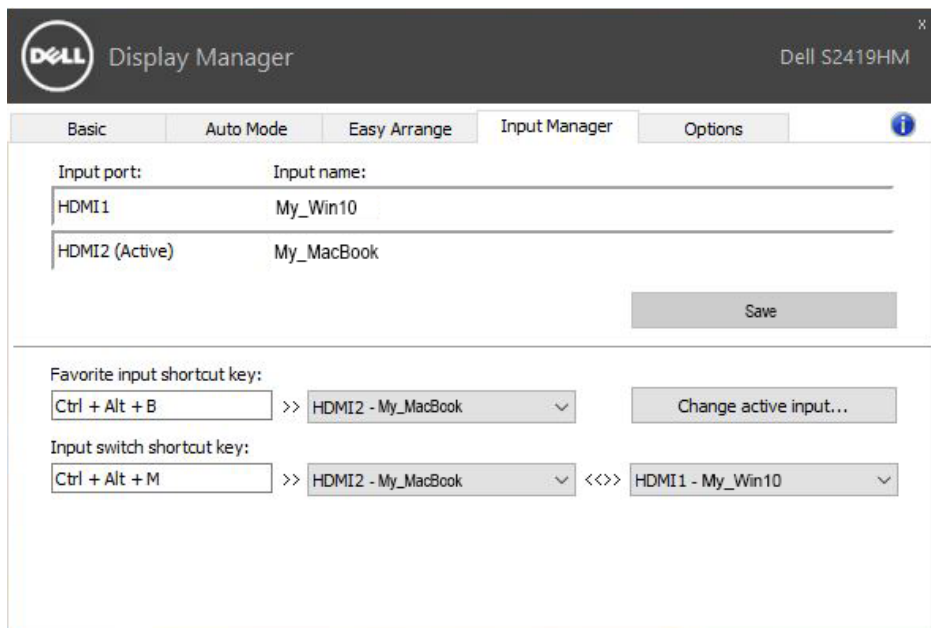 DELL Display Manager Dell S2419HM x
Basic Auto Mode Easy Arrange Input Manager Options i
Input port: Input name:
HDMI1 My_Win10
HDMI2 (Active) My_MacBook
Save
Favorite input shortcut key:
Ctrl + Alt + B >> HDMI2 - My_MacBook Change active input...
Input switch shortcut key:
Ctrl + Alt + M >> HDMI2 - My_MacBook <<>> HDMI1 - My_Win10